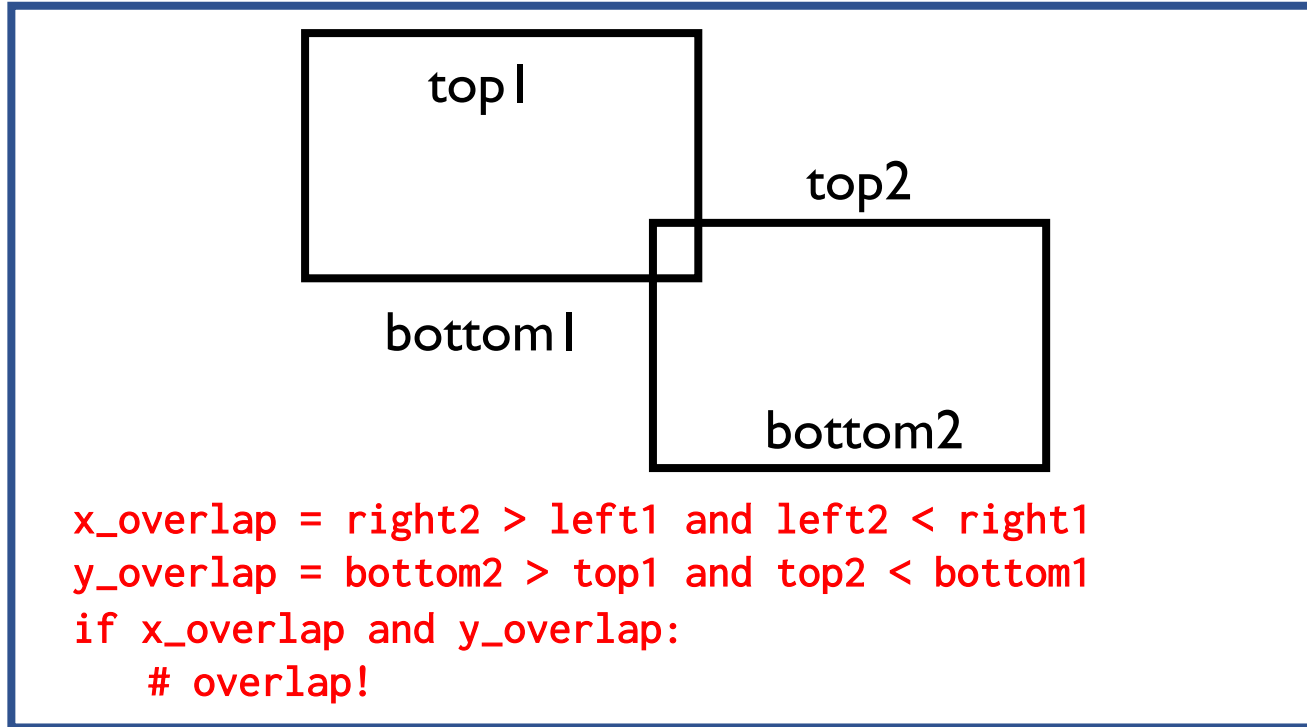 top1
top2
bottom1
bottom2
x_overlap = right2 > left1 and left2 < right1
y_overlap = bottom2 > top1 and top2 < bottom1
if x_overlap and y_overlap:
# overlap!